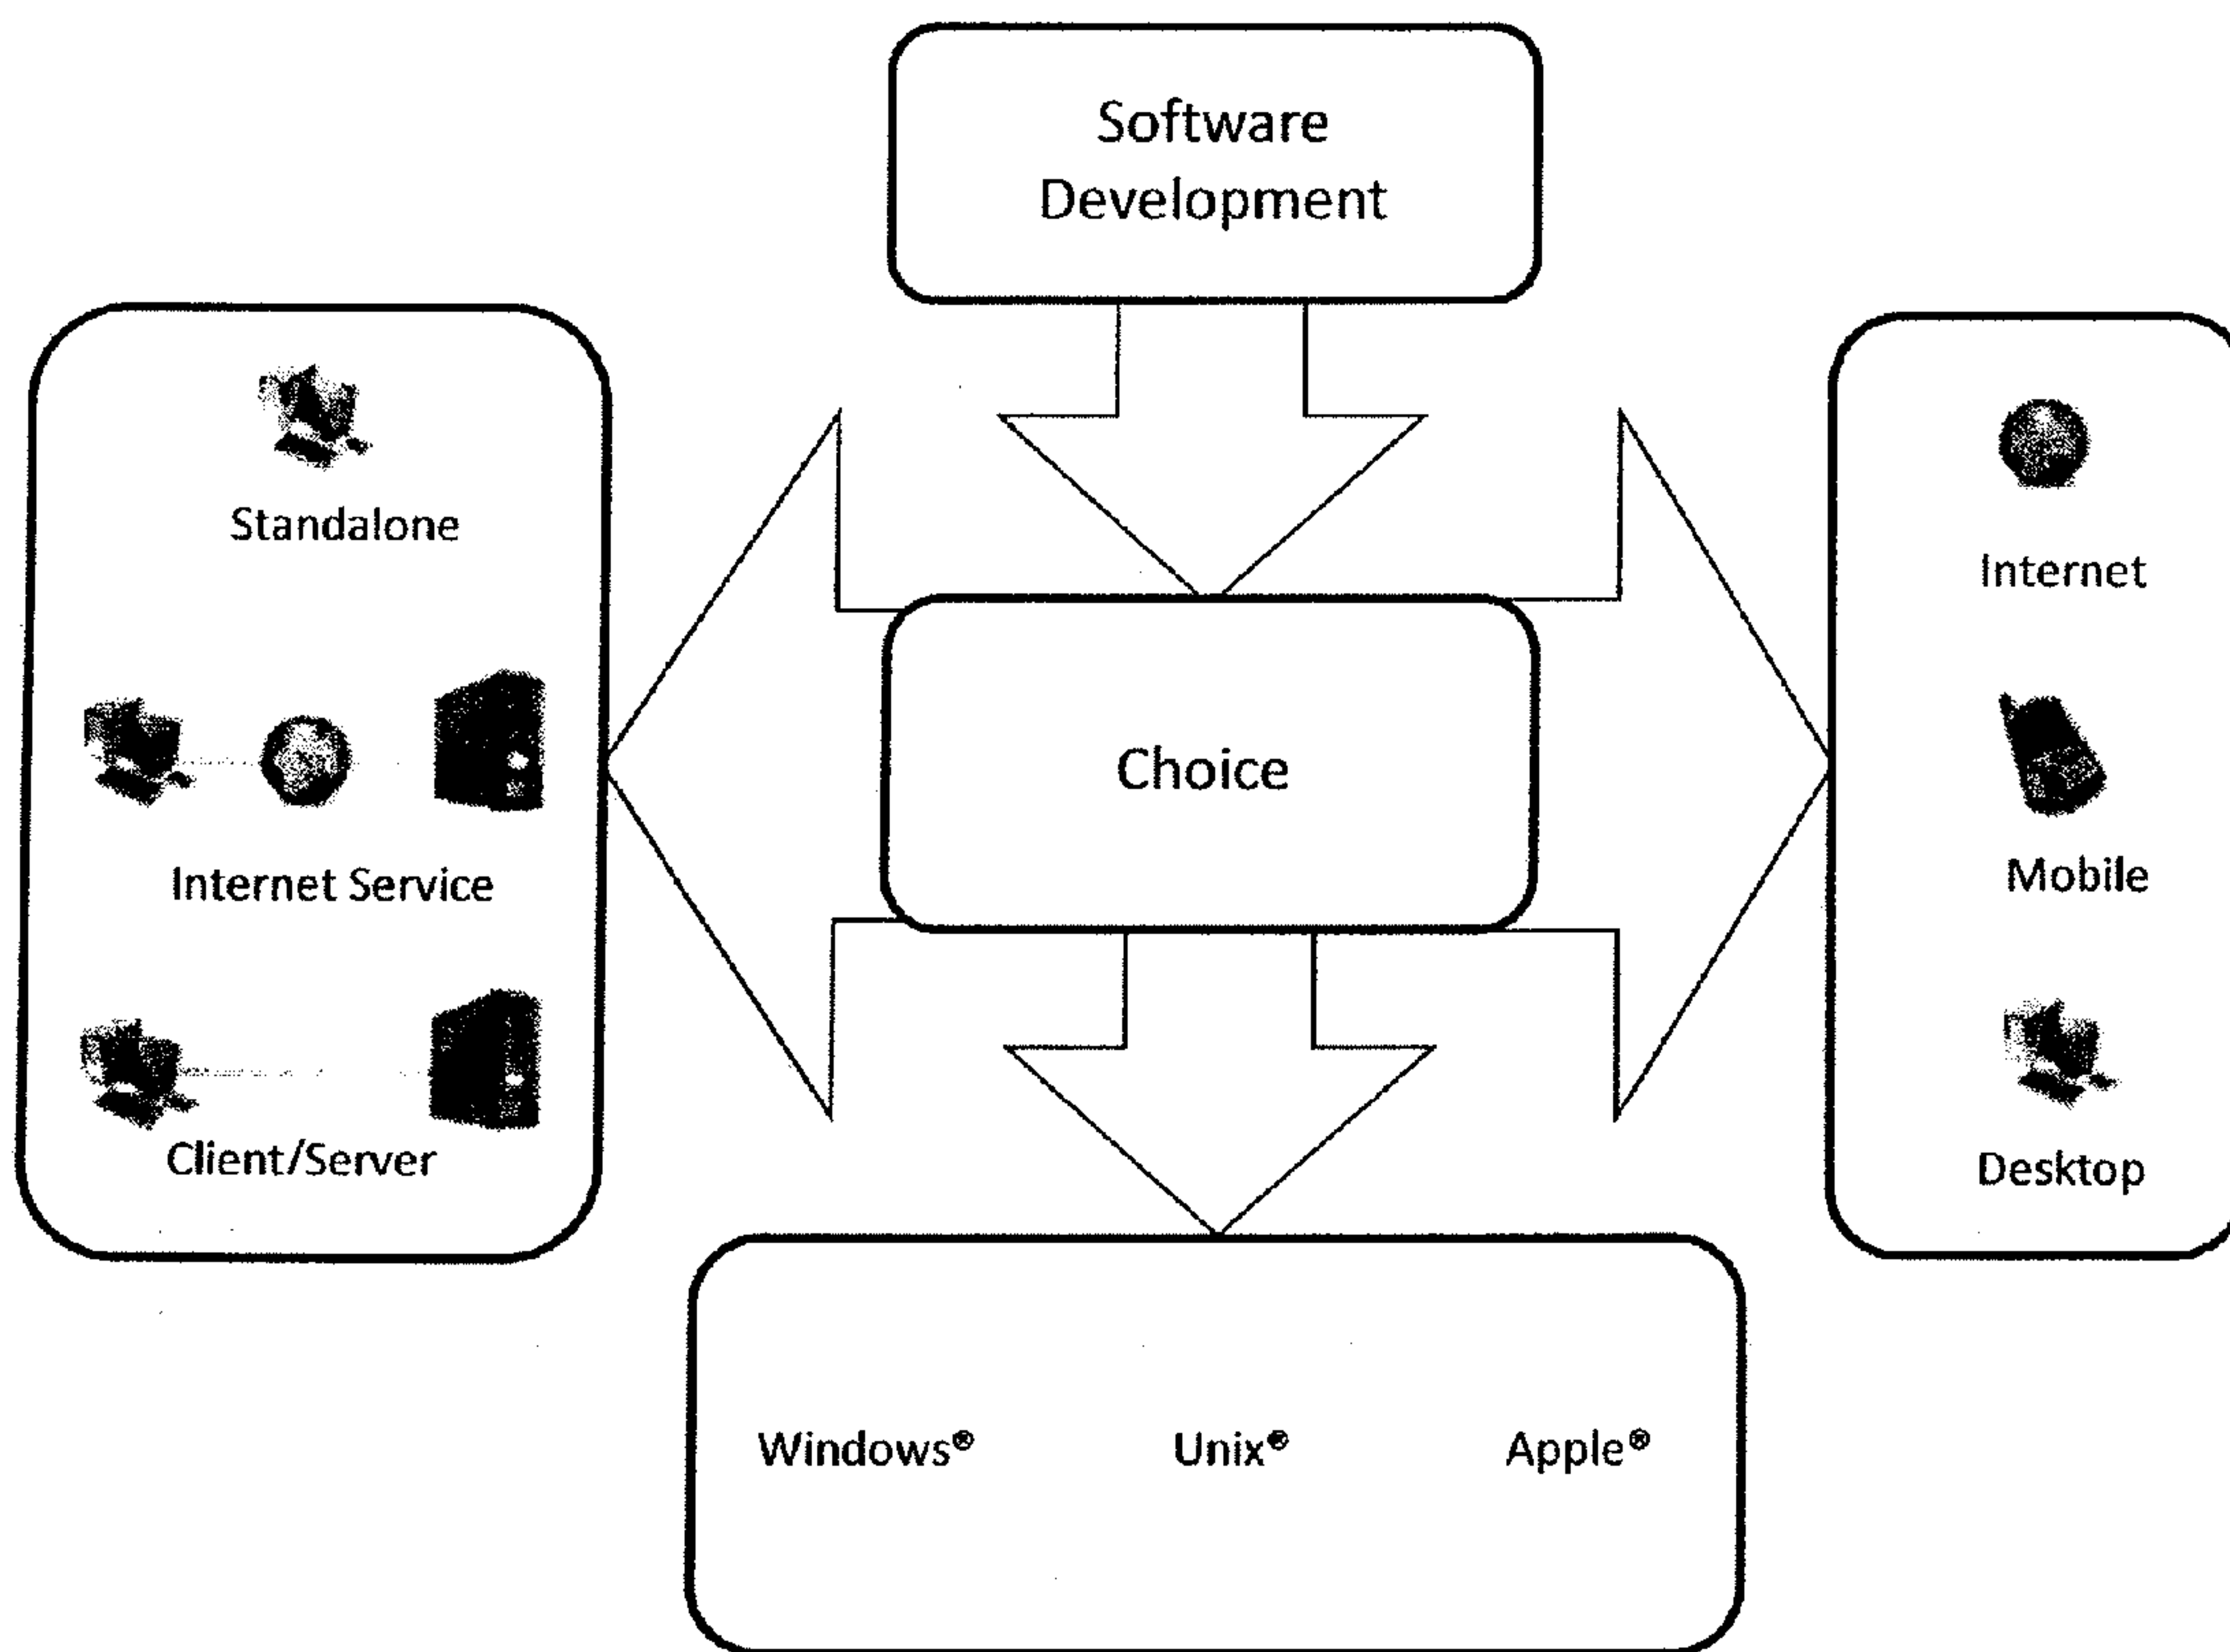 Software
Development
Standalone
Internet Service
Client/Server
Choice
Internet
Mobile
Desktop
Windows® Unix® Apple®